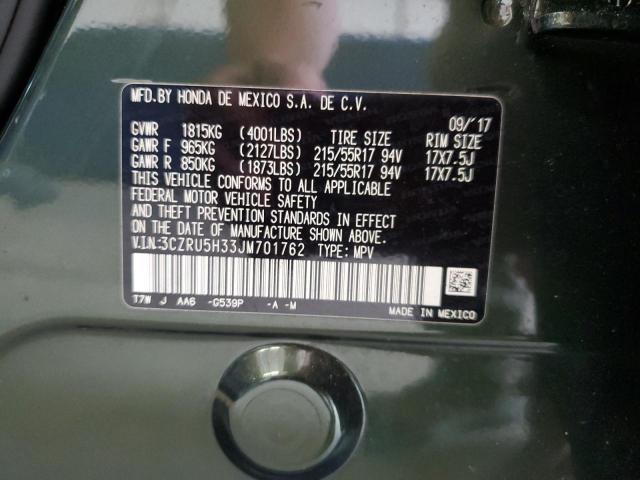 MFD.BY HONDA DE MEXICO S.A. DE C.V.
09/'17
GVWR 1815KG (4001LBS) TIRE SIZE RIM SIZE
GAWR F 965KG (2127LBS) 215/55R17 94V 17X7.5J
GAWR R 850KG (1873LBS) 215/55R17 94V 17X7.5J
THIS VEHICLE CONFORMS TO ALL APPLICABLE
FEDERAL MOTOR VEHICLE SAFETY
AND THEFT PREVENTION STANDARDS IN EFFECT
ON THE DATE OF MANUFACTURE SHOWN ABOVE.
V.I.N:3CZRU5H33JM701762 TYPE: MPV
T7W J AA6 -G539P -A -M
MADE IN MEXICO